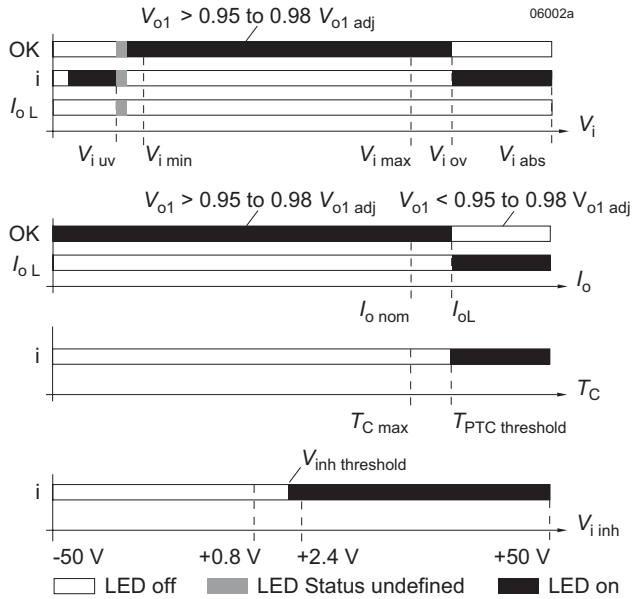 V o1 > 0.95 to 0.98 V o1 adj
06002a
OK
i
I o L
V i
V i uv
V i min
V i max
V i ov
V i abs
V o1 > 0.95 to 0.98 V o1 adj
V o1 < 0.95 to 0.98 V o1 adj
OK
I o L
I o
I o nom
I oL
i
T C
T C max
T PTC threshold
V inh threshold
i
V i inh
-50 V
+0.8 V
+2.4 V
+50 V
LED off
LED Status undefined
LED on